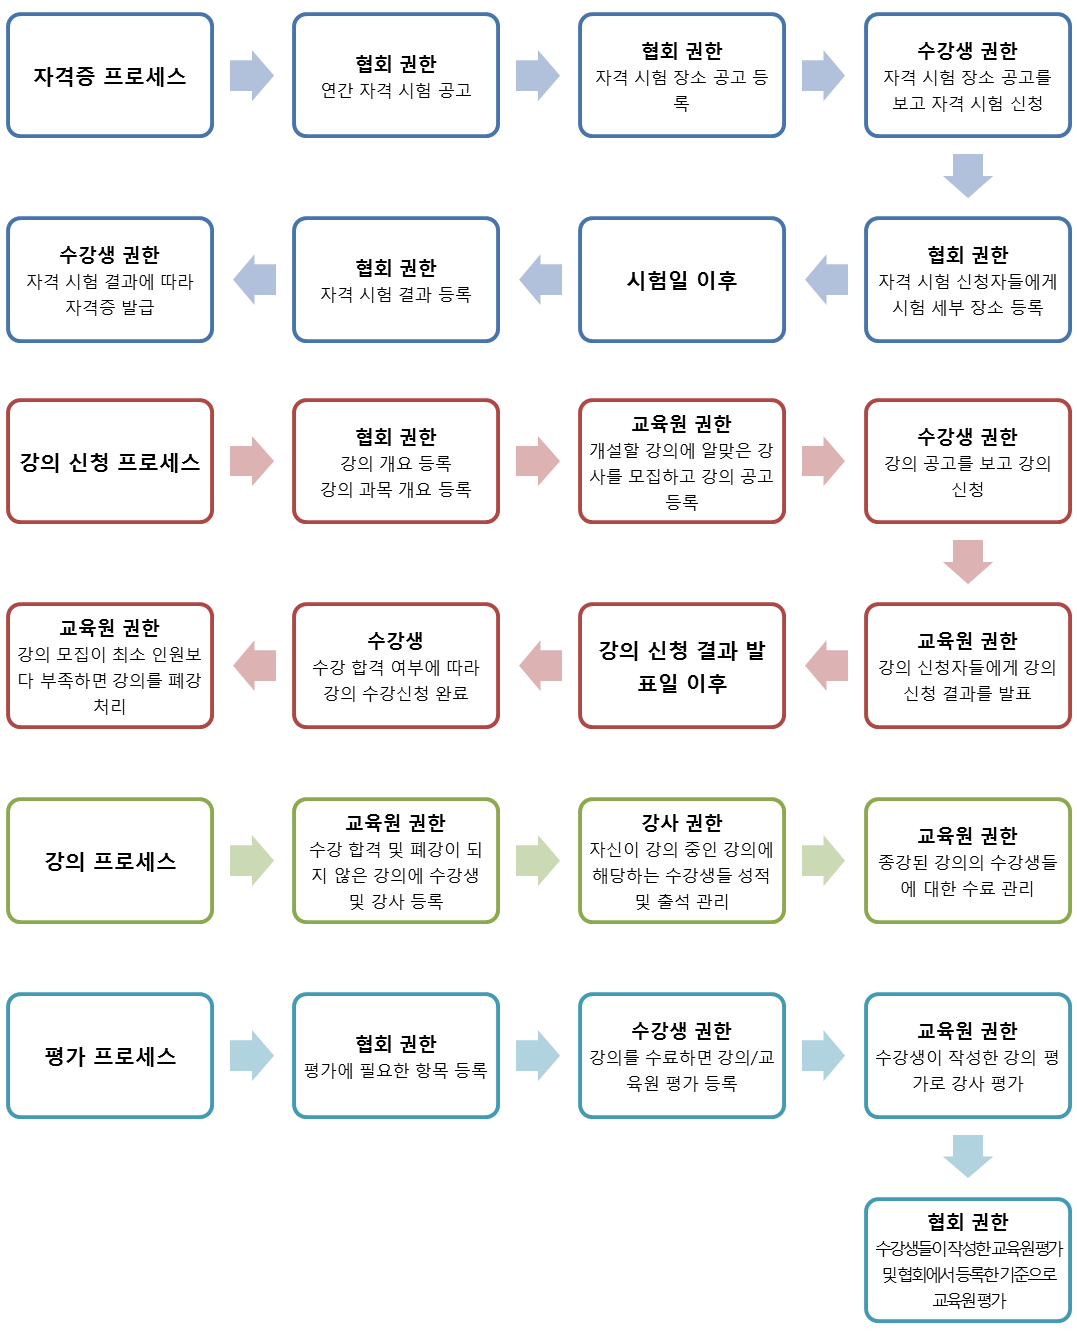 자격증 프로세스
협회 권한
연간 자격 시험 공고
협회 권한
자격 시험 장소 공고 등
록
수강생 권한
자격 시험 장소 공고를
보고 자격 시험 신청
협회 권한
자격 시험 신청자들에게
시험 세부 장소 등록
시험일 이후
협회 권한
자격 시험 결과 등록
수강생 권한
자격 시험 결과에 따라
자격증 발급
강의 신청 프로세스
협회 권한
강의 개요 등록
강의 과목 개요 등록
교육원 권한
개설할 강의에 알맞은 강
사를 모집하고 강의 공고
등록
수강생 권한
강의 공고를 보고 강의
신청
교육원 권한
강의 신청자들에게 강의
신청 결과를 발표
강의 신청 결과 발
표일 이후
수강생
수강 합격 여부에 따라
강의 수강신청 완료
교육원 권한
강의 모집이 최소 인원보
다 부족하면 강의를 폐강
처리
강의 프로세스
교육원 권한
수강 합격 및 폐강이 되
지 않은 강의에 수강생
및 강사 등록
강사 권한
자신이 강의 중인 강의에
해당하는 수강생들 성적
및 출석 관리
교육원 권한
종강된 강의의 수강생들
에 대한 수료 관리
평가 프로세스
협회 권한
평가에 필요한 항목 등록
수강생 권한
강의를 수료하면 강의/교
육원 평가 등록
교육원 권한
수강생이 작성한 강의 평
가로 강사 평가
협회 권한
수강생들이 작성한 교육원 평가
및 협회에서 등록한 기준으로
교육원 평가